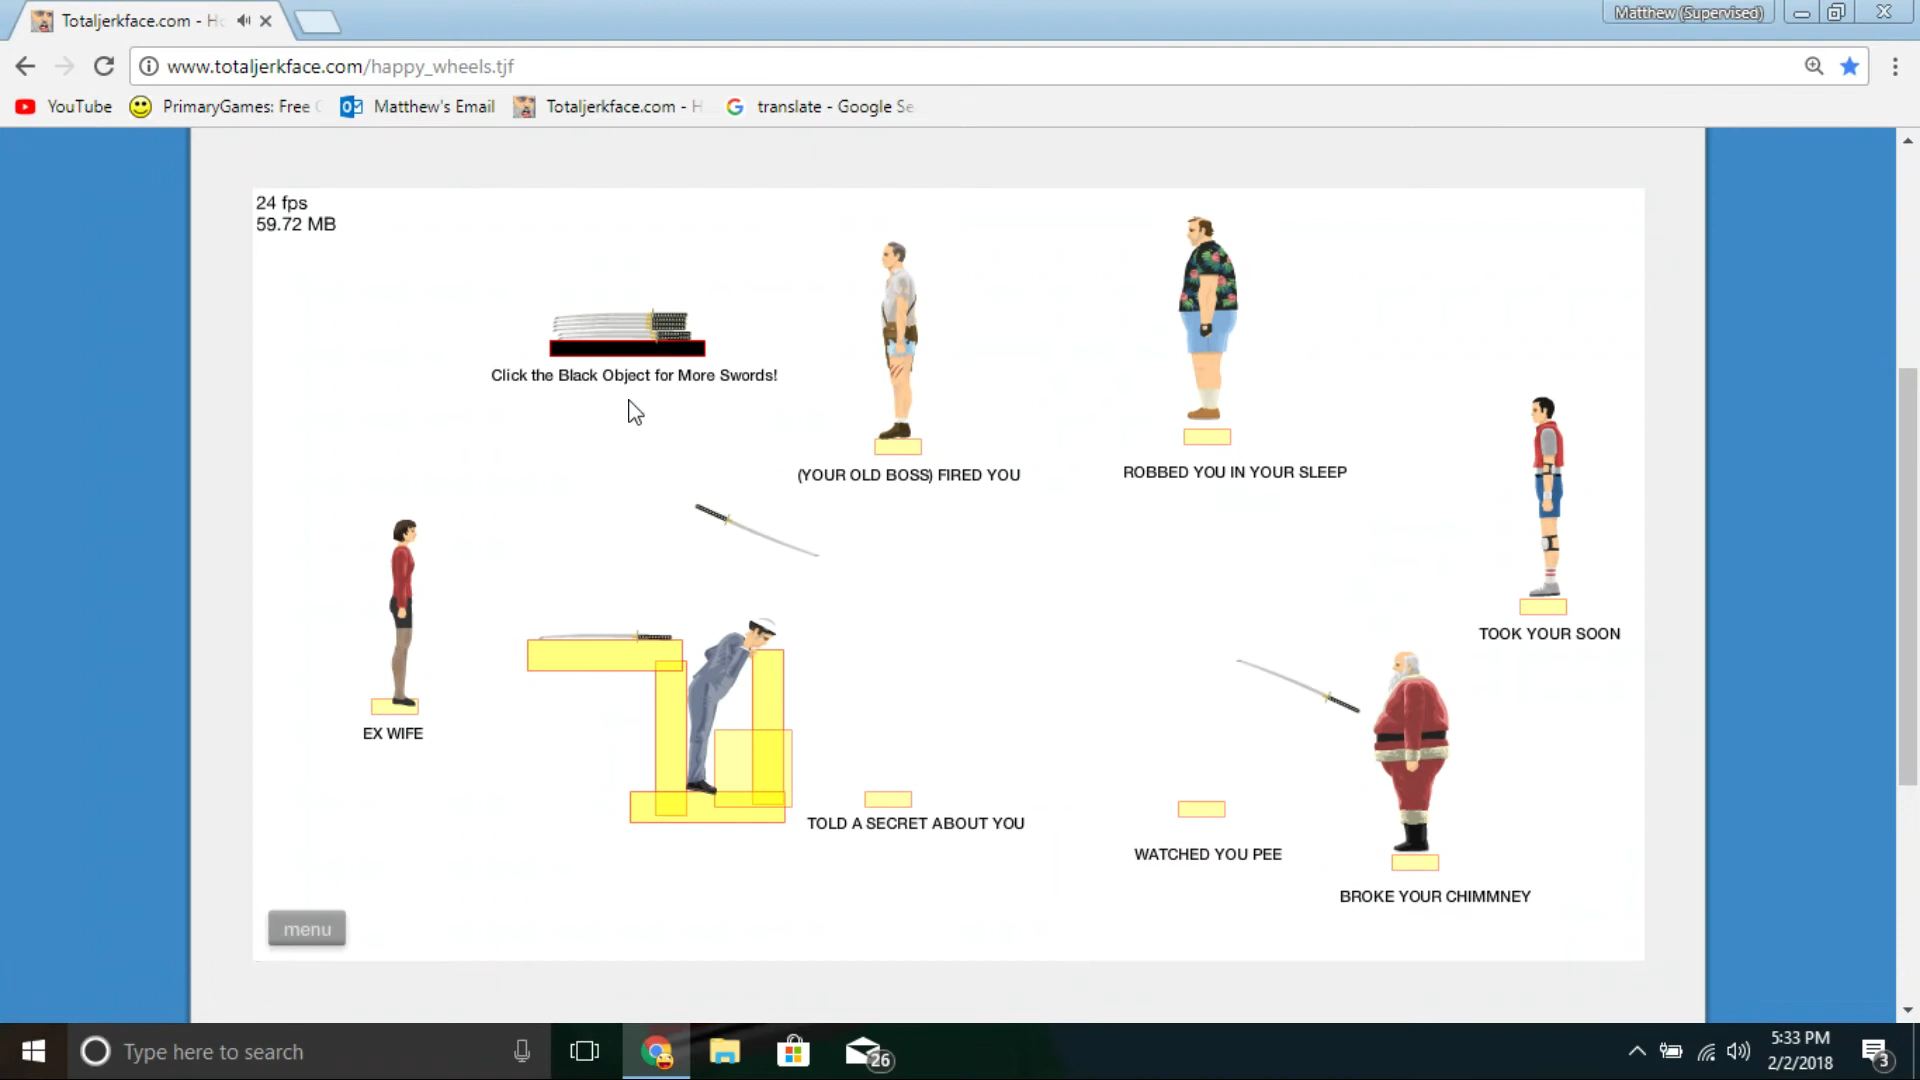 Totaljerkface.com - H
Matthew (Supervised)
www.totaljerkface.com/happy_wheels.tjf
YouTube
PrimaryGames: Free
Matthew's Email
Totaljerkface.com - H
translate - Google Se
24 fps
59.72 MB
Click the Black Object for More Swords!
(YOUR OLD BOSS) FIRED YOU
ROBBED YOU IN YOUR SLEEP
TOOK YOUR SOON
EX WIFE
TOLD A SECRET ABOUT YOU
WATCHED YOU PEE
BROKE YOUR CHIMMNEY
menu
Type here to search
26
5:33 PM
2/2/2018
3